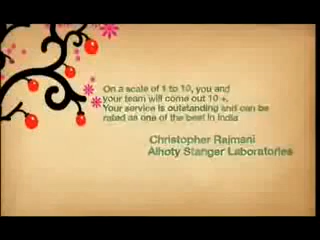 On a scale of 1 to 10, you and
your team will come out 10 +.
Your service is outstanding and can be
rated as one of the best in India
Christopher Rajmani
Alhoty Stanger Laboratories